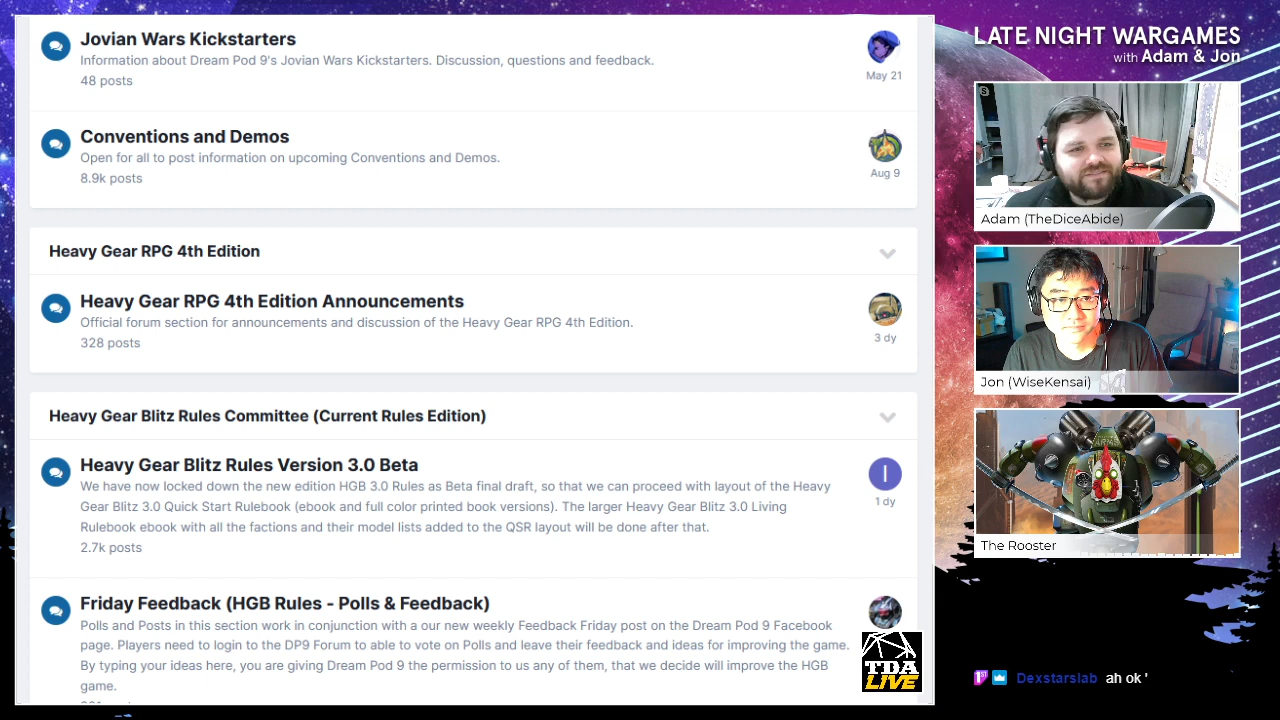 Jovian Wars Kickstarters
Information about Dream Pod 9's Jovian Wars Kickstarters. Discussion, questions and feedback.
48 posts
May 21
Conventions and Demos
Open for all to post information on upcoming Conventions and Demos.
8.9k posts
Aug 9
Heavy Gear RPG 4th Edition
Heavy Gear RPG 4th Edition Announcements
Official forum section for announcements and discussion of the Heavy Gear RPG 4th Edition.
328 posts
3 dy
Heavy Gear Blitz Rules Committee (Current Rules Edition)
Heavy Gear Blitz Rules Version 3.0 Beta
We have now locked down the new edition HGB 3.0 Rules as Beta final draft, so that we can proceed with layout of the Heavy
Gear Blitz 3.0 Quick Start Rulebook (ebook and full color printed book versions). The larger Heavy Gear Blitz 3.0 Living
Rulebook ebook with all the factions and their model lists added to the QSR layout will be done after that.
2.7k posts
I
1 dy
Friday Feedback (HGB Rules - Polls & Feedback)
Polls and Posts in this section work in conjunction with a our new weekly Feedback Friday post on the Dream Pod 9 Facebook
page. Players need to login to the DP9 Forum to able to vote on Polls and leave their feedback and ideas for improving the game.
By typing your ideas here, you are giving Dream Pod 9 the permission to us any of them, that we decide will improve the HGB
game.
TDA
LIVE
LATE NIGHT WARGAMES
with Adam & Jon
Adam (TheDiceAbide)
Jon (WiseKensai)
The Rooster
1ST Dexstarslab ah ok '